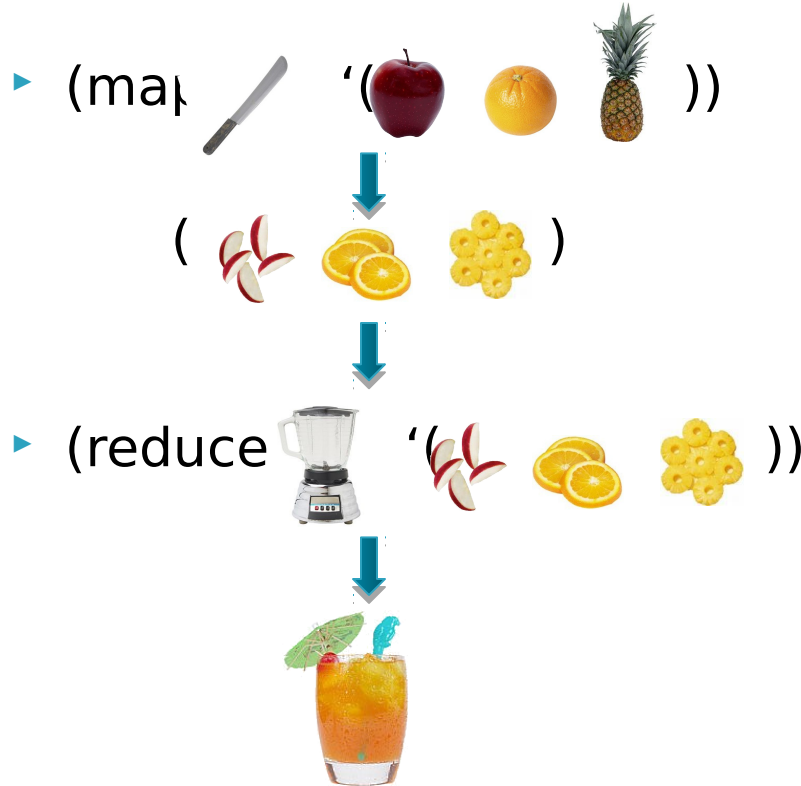 (map ‘( ))
( )
(reduce ‘( ))